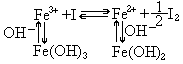 Fe³⁺+I ⇌ Fe²⁺+1/2 I₂
OH⁻ ⇅ ⇅ OH⁻
Fe(OH)₃ Fe(OH)₂